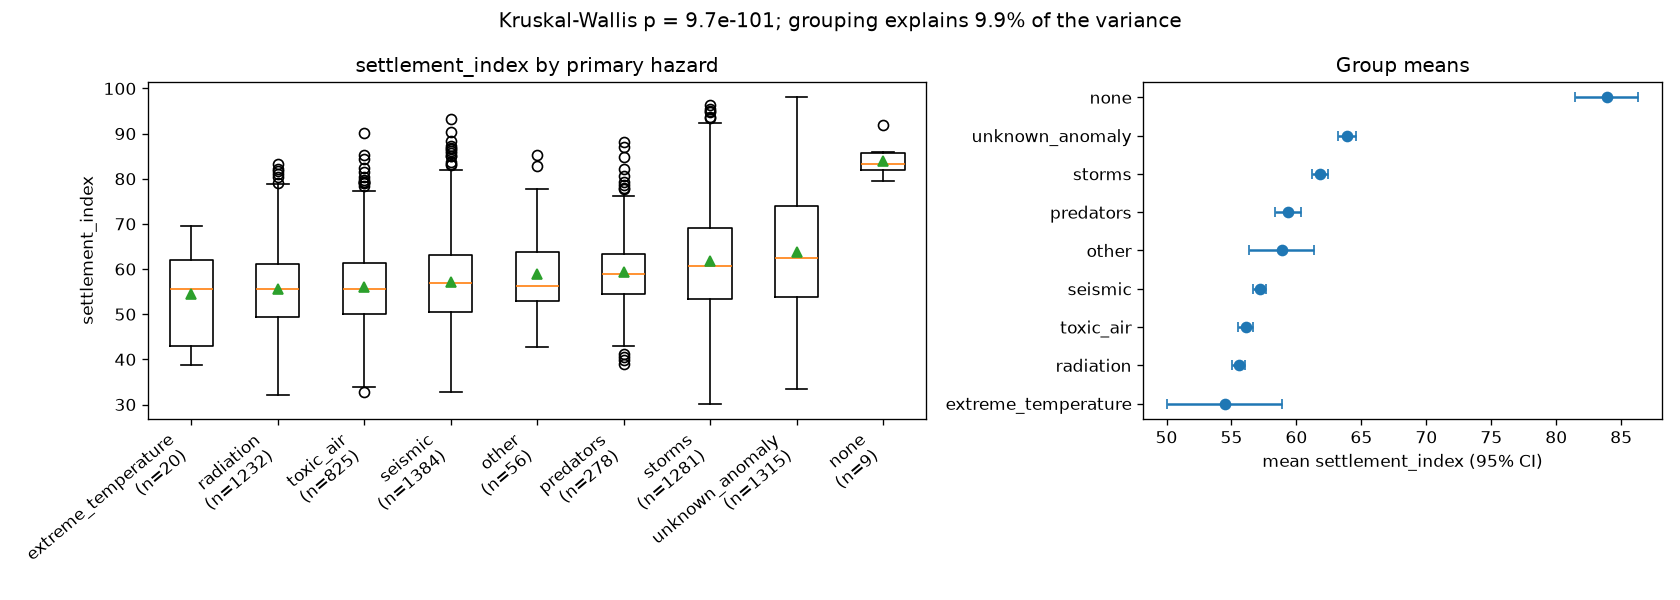 Kruskal-Wallis p = 9.7e-101; grouping explains 9.9% of the variance
settlement_index by primary hazard
settlement_index
100
90
80
70
60
50
40
30
extreme_temperature
(n=20)
radiation
(n=1232)
toxic_air
(n=825)
seismic
(n=1384)
other
(n=56)
predators
(n=278)
storms
(n=1281)
unknown_anomaly
(n=1315)
none
(n=9)
Group means
none
unknown_anomaly
storms
predators
other
seismic
toxic_air
radiation
extreme_temperature
50 55 60 65 70 75 80 85
mean settlement_index (95% CI)